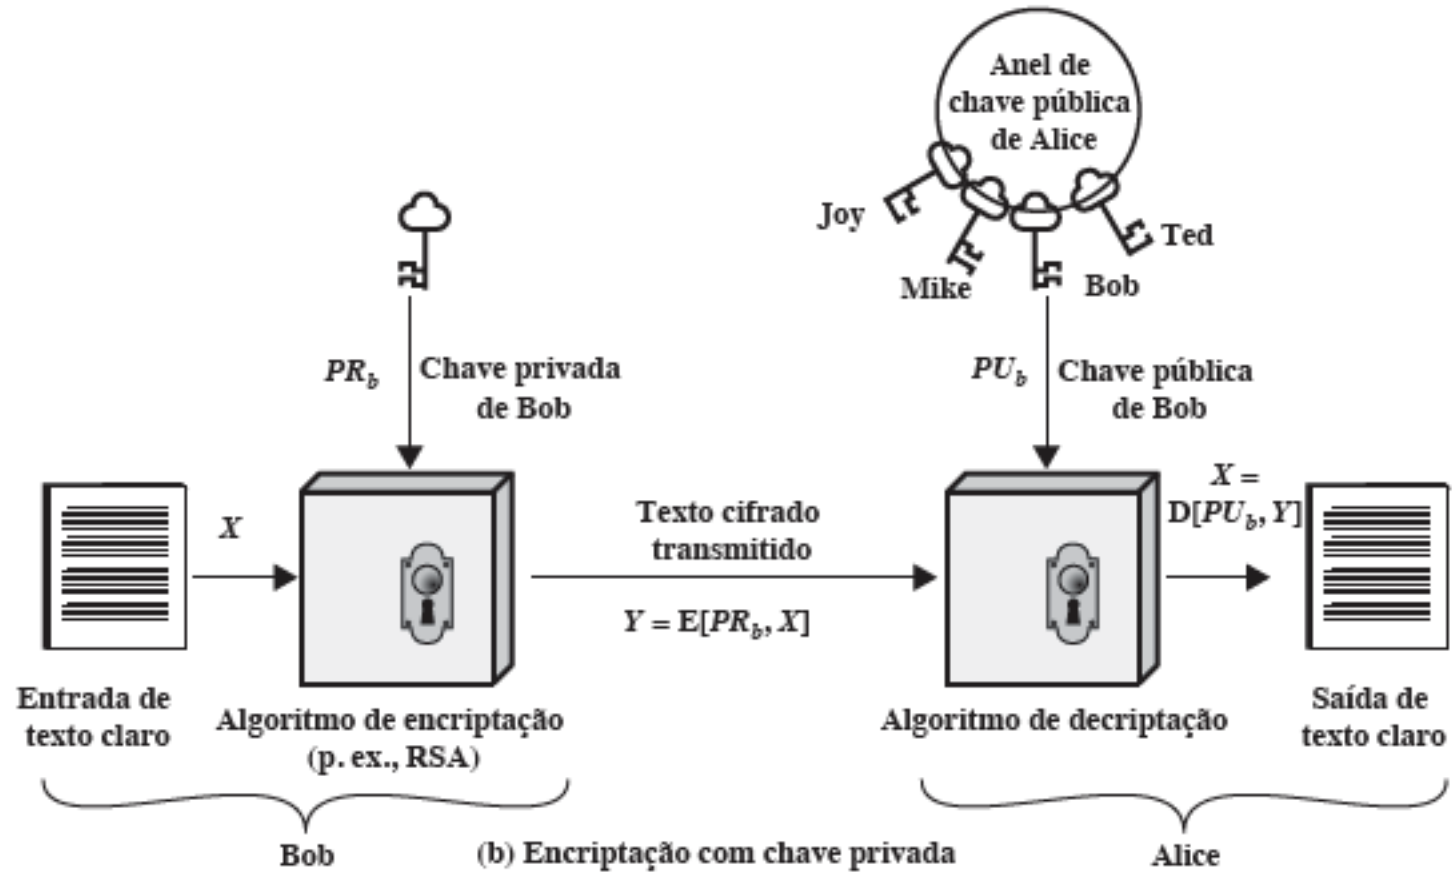 Anel de
chave pública
de Alice
Joy
Mike
Bob
Ted
PR_b
Chave privada
de Bob
PU_b
Chave pública
de Bob
X
Texto cifrado
transmitido
Y = E[PR_b, X]
X =
D[PU_b, Y]
Entrada de
texto claro
Algoritmo de encriptação
(p. ex., RSA)
Algoritmo de decriptação
Saída de
texto claro
Bob
(b) Encriptação com chave privada
Alice